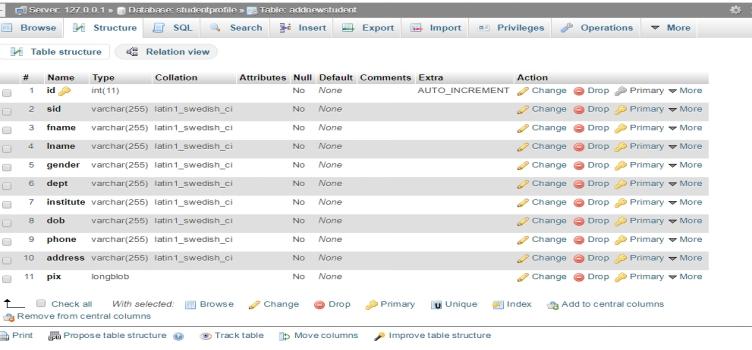 Server: 127.0.0.1 » Database: studentprofile » Table: addnewstudent
Browse Structure SQL Search Insert Export Import Privileges Operations More
Table structure Relation view
# Name Type Collation Attributes Null Default Comments Extra Action
1 id int(11) No None AUTO_INCREMENT Change Drop Primary More
2 sid varchar(255) latin1_swedish_ci No None Change Drop Primary More
3 fname varchar(255) latin1_swedish_ci No None Change Drop Primary More
4 lname varchar(255) latin1_swedish_ci No None Change Drop Primary More
5 gender varchar(255) latin1_swedish_ci No None Change Drop Primary More
6 dept varchar(255) latin1_swedish_ci No None Change Drop Primary More
7 institute varchar(255) latin1_swedish_ci No None Change Drop Primary More
8 dob varchar(255) latin1_swedish_ci No None Change Drop Primary More
9 phone varchar(255) latin1_swedish_ci No None Change Drop Primary More
10 address varchar(255) latin1_swedish_ci No None Change Drop Primary More
11 pix longblob No None Change Drop Primary More
Check all With selected: Browse Change Drop Primary Unique Index Add to central columns
Remove from central columns
Print Propose table structure Track table Move columns Improve table structure